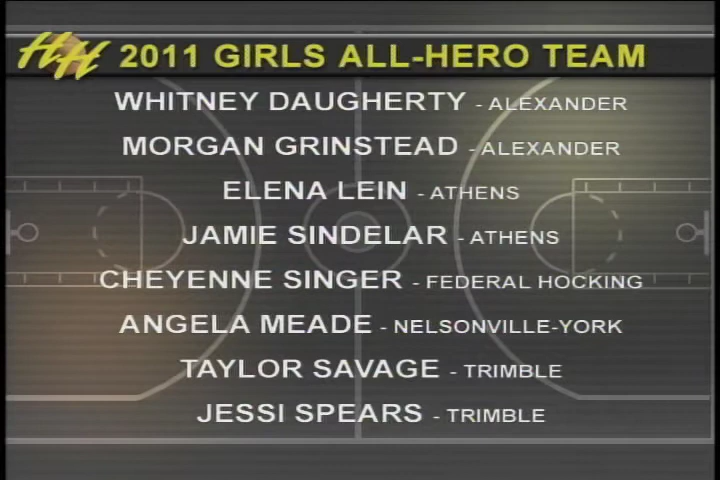 HH 2011 GIRLS ALL-HERO TEAM
WHITNEY DAUGHERTY - ALEXANDER
MORGAN GRINSTEAD - ALEXANDER
ELENA LEIN - ATHENS
JAMIE SINDELAR - ATHENS
CHEYENNE SINGER - FEDERAL HOCKING
ANGELA MEADE - NELSONVILLE-YORK
TAYLOR SAVAGE - TRIMBLE
JESSI SPEARS - TRIMBLE